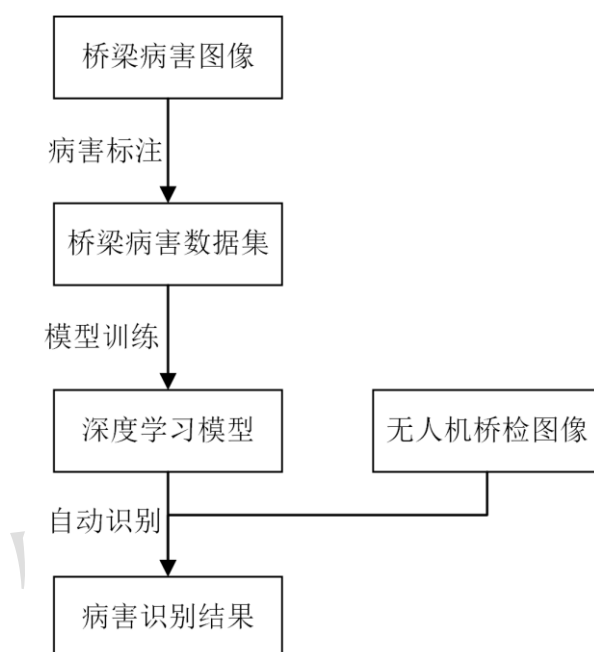 桥梁病害图像
病害标注
桥梁病害数据集
模型训练
深度学习模型
无人机桥检图像
自动识别
病害识别结果